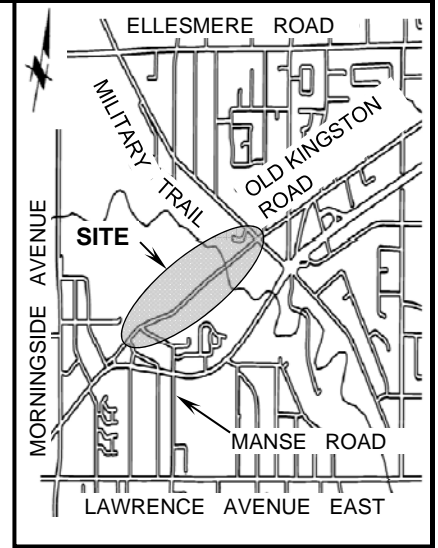 ELLESMERE ROAD
MILITARY TRAIL
OLD KINGSTON
ROAD
SITE
MORNINGSIDE AVENUE
MANSE ROAD
LAWRENCE AVENUE EAST